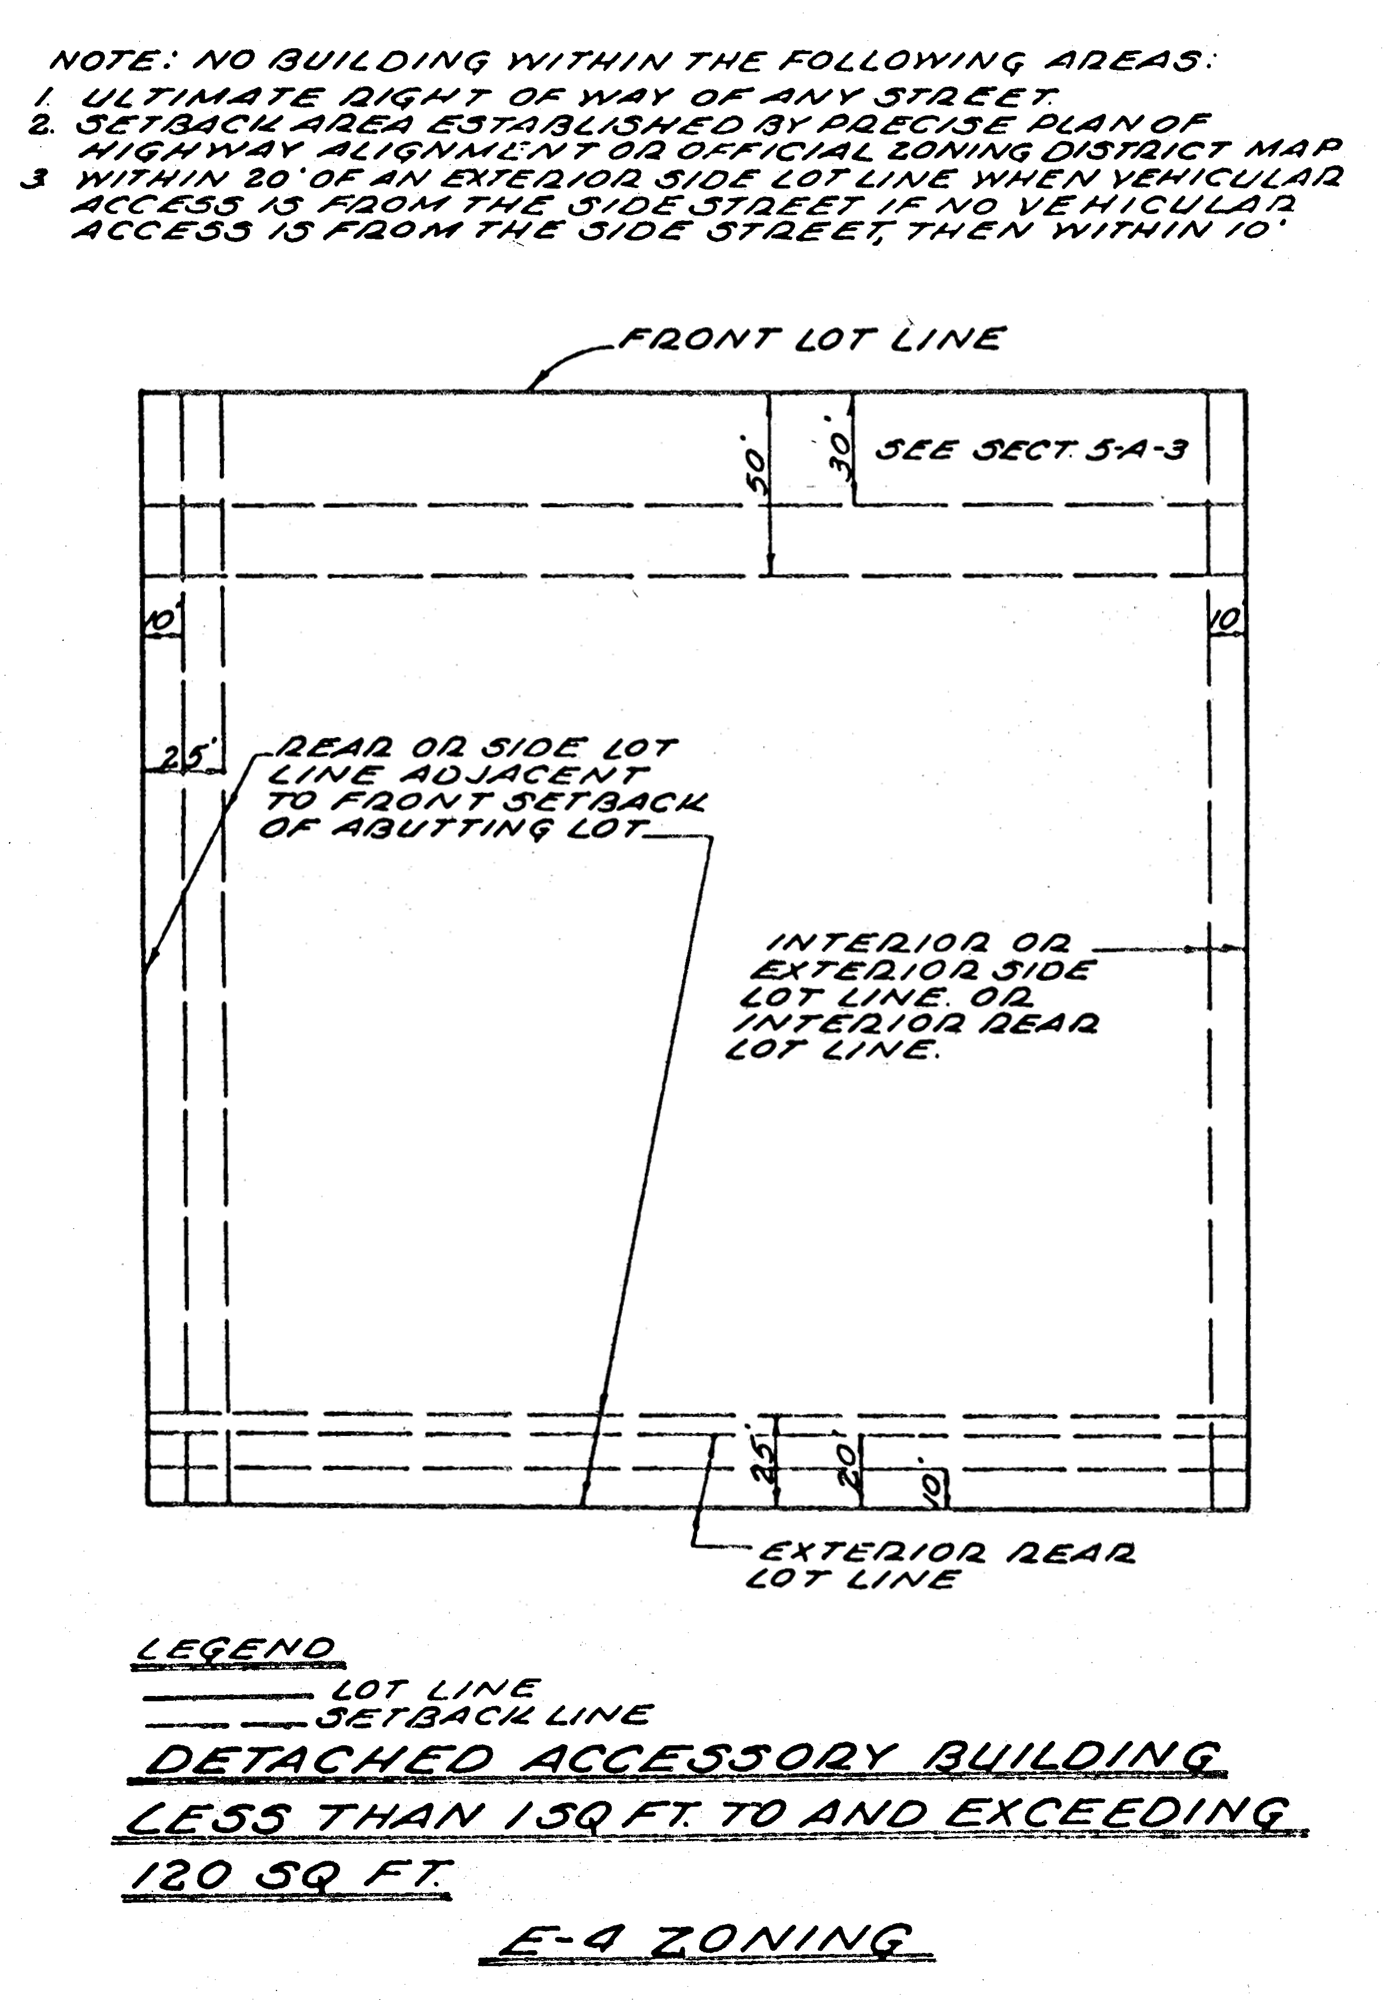 NOTE: NO BUILDING WITHIN THE FOLLOWING AREAS:
1. ULTIMATE RIGHT OF WAY OF ANY STREET.
2. SETBACK AREA ESTABLISHED BY PRECISE PLAN OF
HIGHWAY ALIGNMENT OR OFFICIAL ZONING DISTRICT MAP
3 WITHIN 20' OF AN EXTERIOR SIDE LOT LINE WHEN VEHICULAR
ACCESS IS FROM THE SIDE STREET IF NO VEHICULAR
ACCESS IS FROM THE SIDE STREET, THEN WITHIN 10'
FRONT LOT LINE
50'
30'
SEE SECT. 5-A-3
10'
10'
25'
REAR OR SIDE LOT
LINE ADJACENT
TO FRONT SETBACK
OF ABUTTING LOT
INTERIOR OR
EXTERIOR SIDE
LOT LINE. OR
INTERIOR REAR
LOT LINE.
25'
20'
10'
EXTERIOR REAR
LOT LINE
LEGEND
LOT LINE
SETBACK LINE
DETACHED ACCESSORY BUILDING
LESS THAN 1 SQ FT. TO AND EXCEEDING
120 SQ FT.
E-4 ZONING